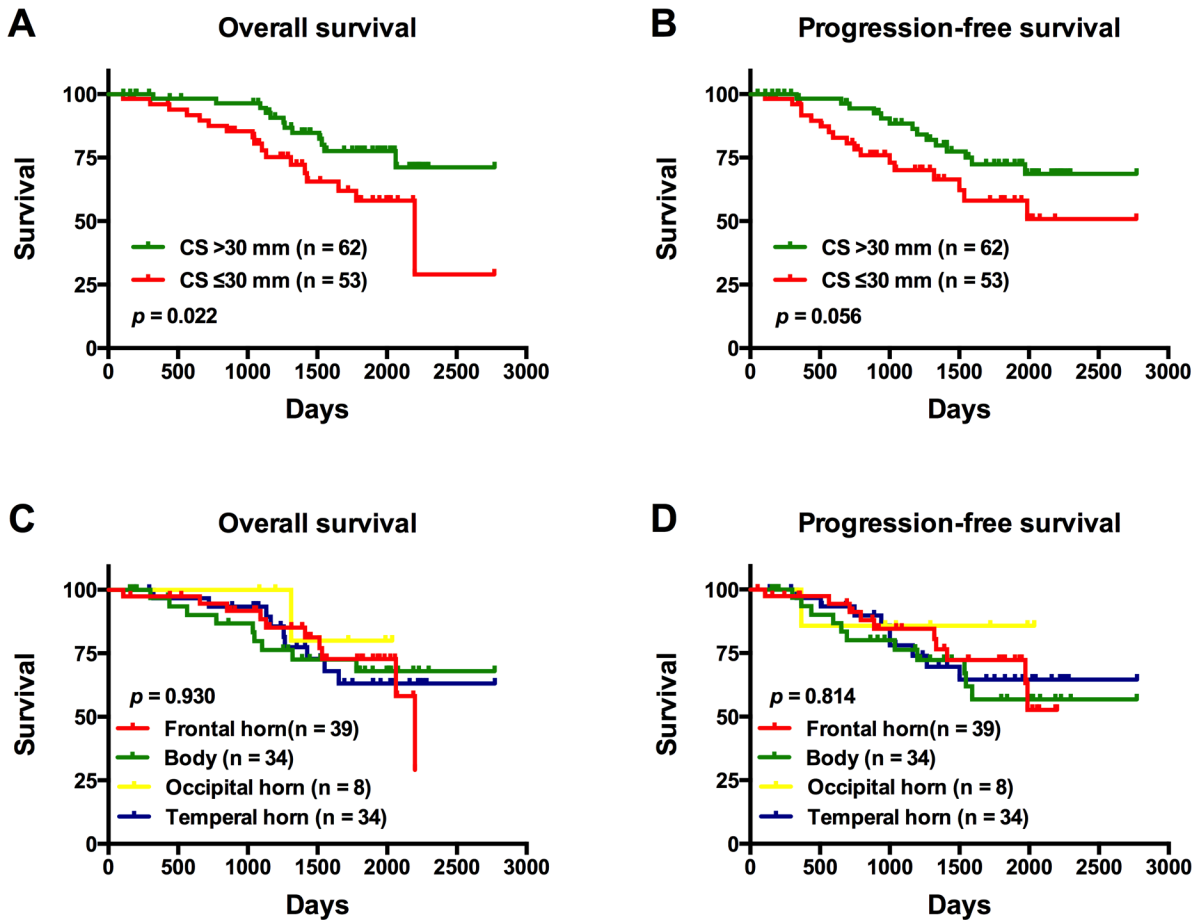 A
Overall survival
100
75
50
25
0
Survival
CS >30 mm (n = 62)
CS ≤30 mm (n = 53)
p = 0.022
0 500 1000 1500 2000 2500 3000
Days
B
Progression-free survival
100
75
50
25
0
Survival
CS >30 mm (n = 62)
CS ≤30 mm (n = 53)
p = 0.056
0 500 1000 1500 2000 2500 3000
Days
C
Overall survival
100
75
50
25
0
Survival
p = 0.930
Frontal horn(n = 39)
Body (n = 34)
Occipital horn (n = 8)
Temperal horn (n = 34)
0 500 1000 1500 2000 2500 3000
Days
D
Progression-free survival
100
75
50
25
0
Survival
p = 0.814
Frontal horn(n = 39)
Body (n = 34)
Occipital horn (n = 8)
Temperal horn (n = 34)
0 500 1000 1500 2000 2500 3000
Days